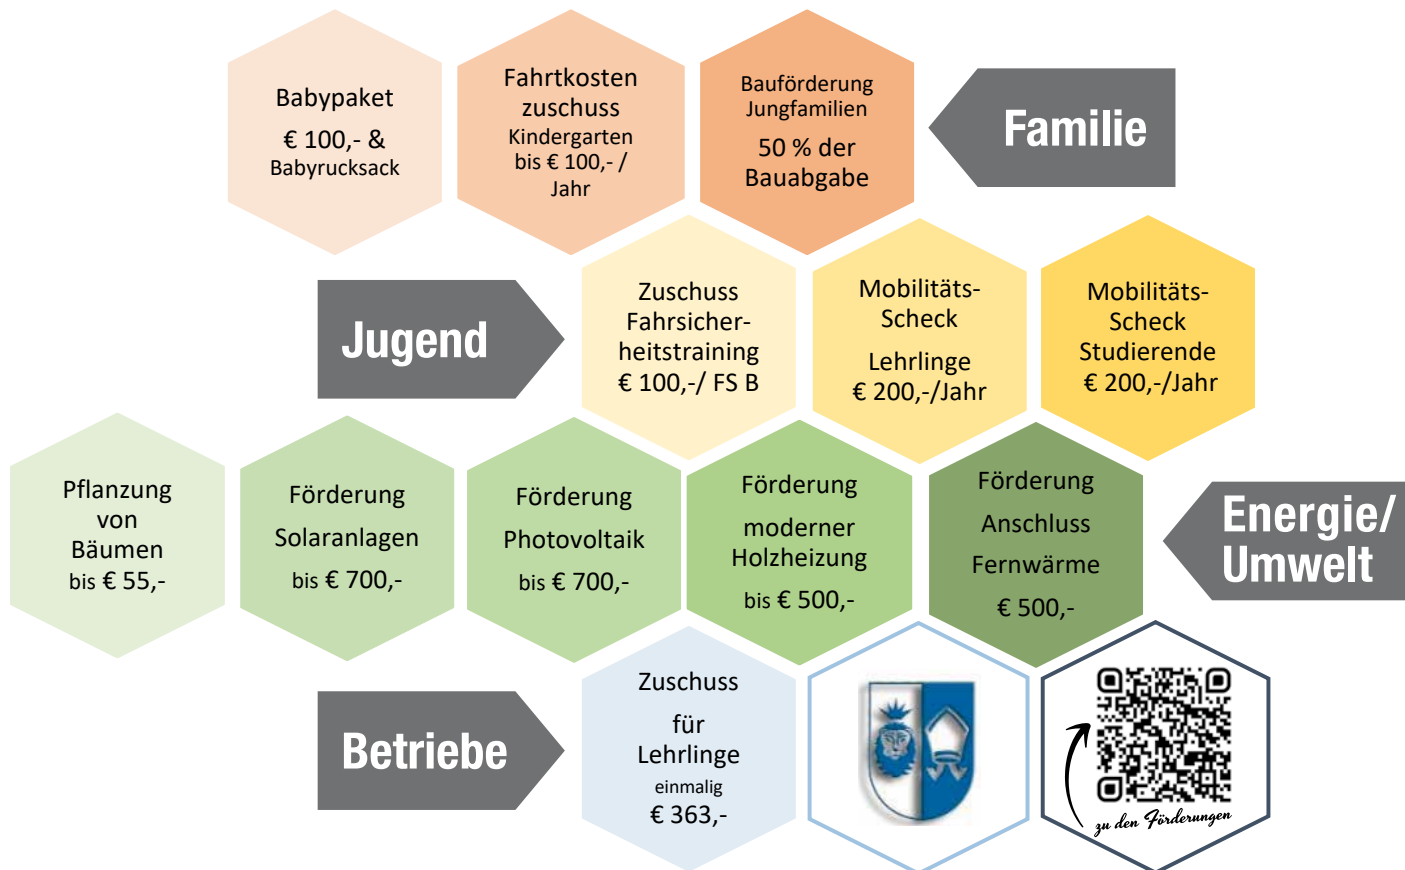 Babypaket
€ 100,- &
Babyrucksack
Fahrtkosten
zuschuss
Kindergarten
bis € 100,- /
Jahr
Bauförderung
Jungfamilien
50 % der
Bauabgabe
Familie
Jugend
Zuschuss
Fahrsicher-
heitstraining
€ 100,-/ FS B
Mobilitäts-
Scheck
Lehrlinge
€ 200,-/Jahr
Mobilitäts-
Scheck
Studierende
€ 200,-/Jahr
Pflanzung
von
Bäumen
bis € 55,-
Förderung
Solaranlagen
bis € 700,-
Förderung
Photovoltaik
bis € 700,-
Förderung
moderner
Holzheizung
bis € 500,-
Förderung
Anschluss
Fernwärme
€ 500,-
Energie/
Umwelt
Betriebe
Zuschuss
für
Lehrlinge
einmalig
€ 363,-
zu den Förderungen